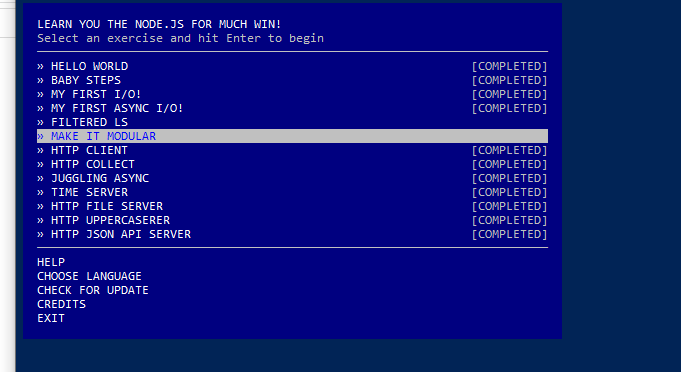 LEARN YOU THE NODE.JS FOR MUCH WIN!
Select an exercise and hit Enter to begin
» HELLO WORLD [COMPLETED]
» BABY STEPS [COMPLETED]
» MY FIRST I/O! [COMPLETED]
» MY FIRST ASYNC I/O! [COMPLETED]
» FILTERED LS
» MAKE IT MODULAR
» HTTP CLIENT [COMPLETED]
» HTTP COLLECT [COMPLETED]
» JUGGLING ASYNC [COMPLETED]
» TIME SERVER [COMPLETED]
» HTTP FILE SERVER [COMPLETED]
» HTTP UPPERCASERER [COMPLETED]
» HTTP JSON API SERVER [COMPLETED]
HELP
CHOOSE LANGUAGE
CHECK FOR UPDATE
CREDITS
EXIT